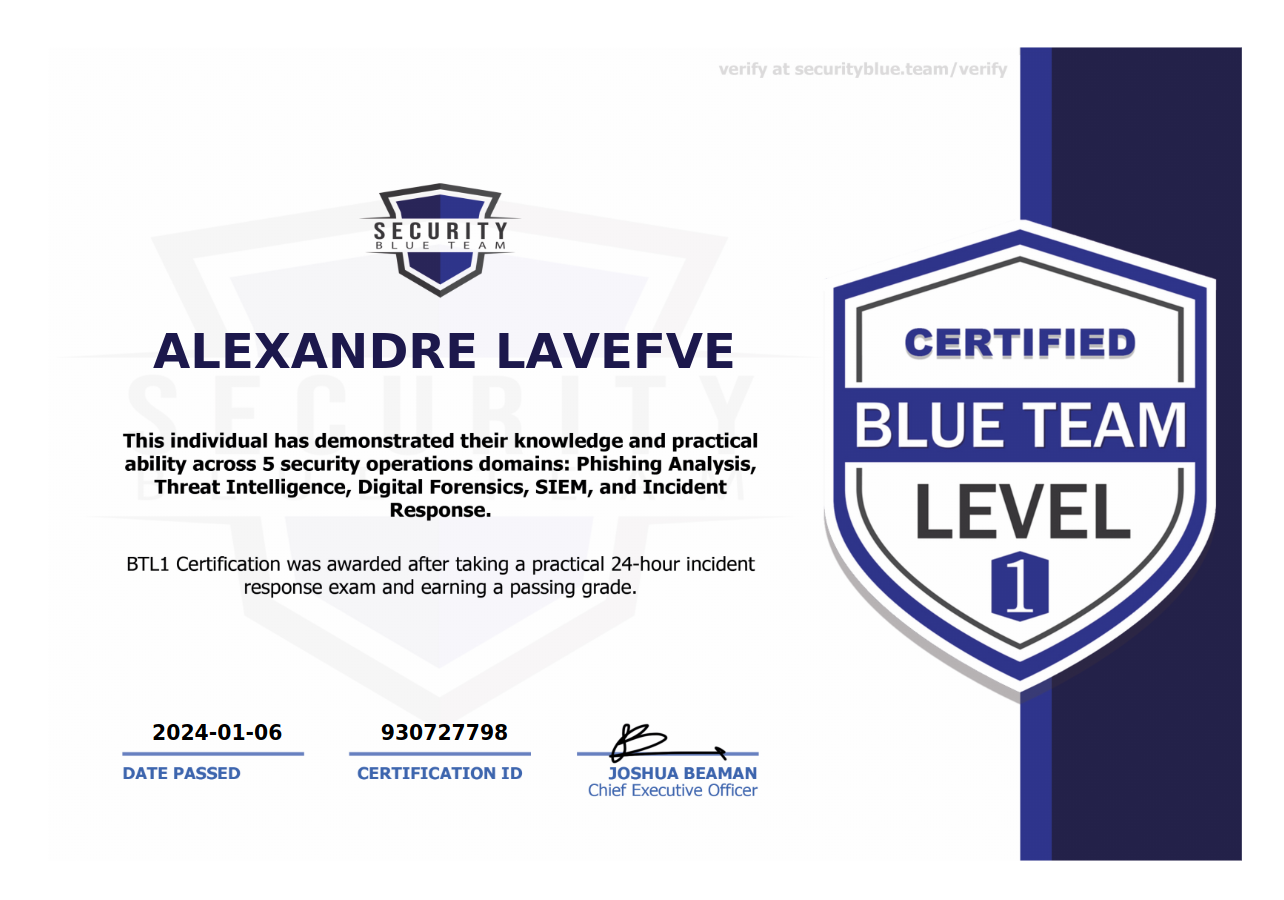 verify at securityblue.team/verify
SECURITY
BLUE TEAM
ALEXANDRE LAVEFVE
This individual has demonstrated their knowledge and practical
ability across 5 security operations domains: Phishing Analysis,
Threat Intelligence, Digital Forensics, SIEM, and Incident
Response.
BTL1 Certification was awarded after taking a practical 24-hour incident
response exam and earning a passing grade.
2024-01-06
DATE PASSED
930727798
CERTIFICATION ID
JOSHUA BEAMAN
Chief Executive Officer
CERTIFIED
BLUE TEAM
LEVEL
1
SECURITY
BLUE TEAM